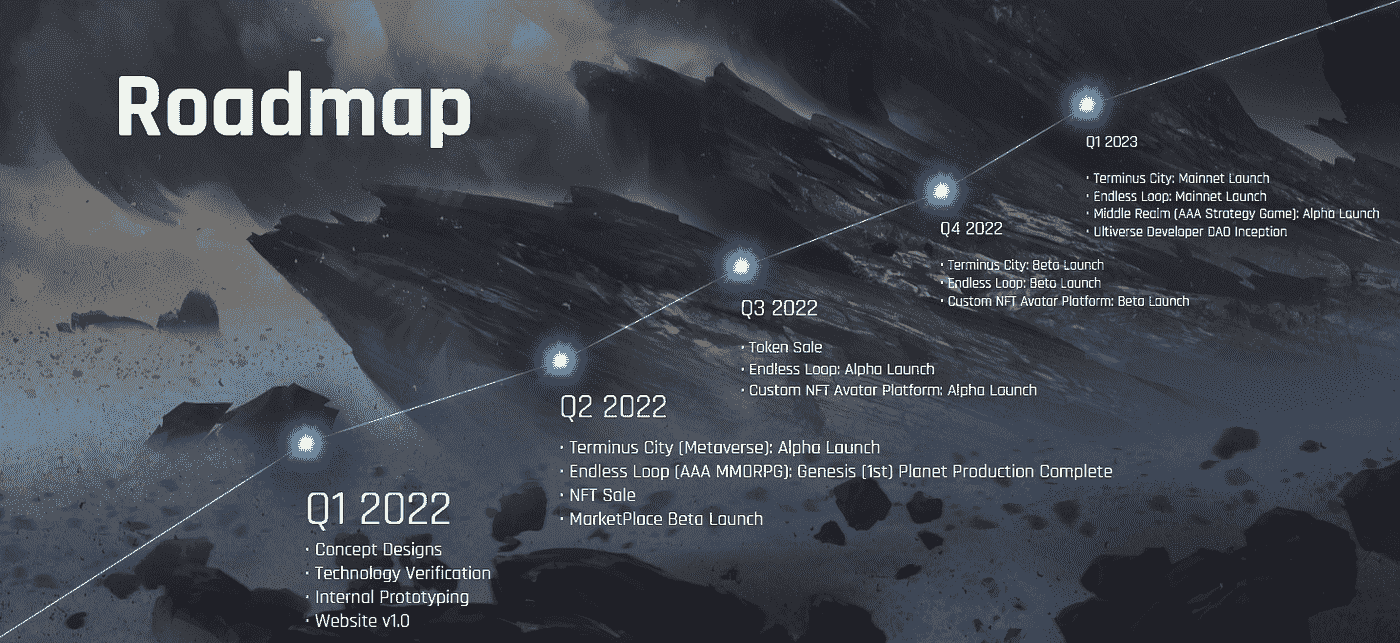 Roadmap
Q1 2022
· Concept Designs
· Technology Verification
· Internal Prototyping
· Website v1.0
Q2 2022
· Terminus City (Metaverse): Alpha Launch
· Endless Loop (AAA MMORPG): Genesis (1st) Planet Production Complete
· NFT Sale
· MarketPlace Beta Launch
Q3 2022
· Token Sale
· Endless Loop: Alpha Launch
· Custom NFT Avatar Platform: Alpha Launch
Q4 2022
· Terminus City: Beta Launch
· Endless Loop: Beta Launch
· Custom NFT Avatar Platform: Beta Launch
Q1 2023
· Terminus City: Mainnet Launch
· Endless Loop: Mainnet Launch
· Middle Realm (AAA Strategy Game): Alpha Launch
· Ultiverse Developer DAO Inception